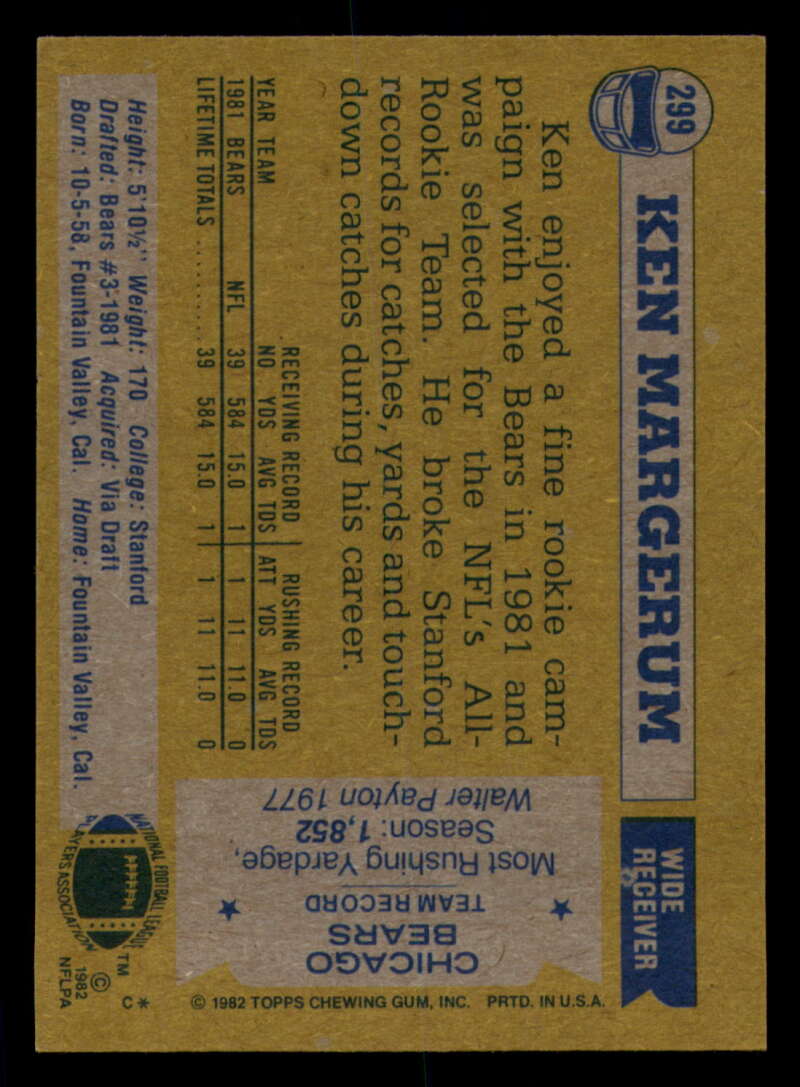 299
KEN MARGERUM
WIDE
RECEIVER
Ken enjoyed a fine rookie cam-
paign with the Bears in 1981 and
was selected for the NFL's All-
Rookie Team. He broke Stanford
records for catches, yards and touch-
down catches during his career.
RECEIVING RECORD RUSHING RECORD
YEAR TEAM NO YDS AVG TDS ATT YDS AVG TDS
1981 BEARS NFL 39 584 15.0 1 1 11 11.0 0
LIFETIME TOTALS .......... 39 584 15.0 1 1 11 11.0 0
Height: 5'10½" Weight: 170 College: Stanford
Drafted: Bears #3-1981 Acquired: Via Draft
Born: 10-5-58, Fountain Valley, Cal. Home: Fountain Valley, Cal.
CHICAGO
BEARS
TEAM RECORD
Most Rushing Yardage,
Season: 1,852
Walter Payton 1977
NATIONAL FOOTBALL LEAGUE
PLAYERS ASSOCIATION
TM
© 1982
NFLPA
C*
© 1982 TOPPS CHEWING GUM, INC. PRTD. IN U.S.A.